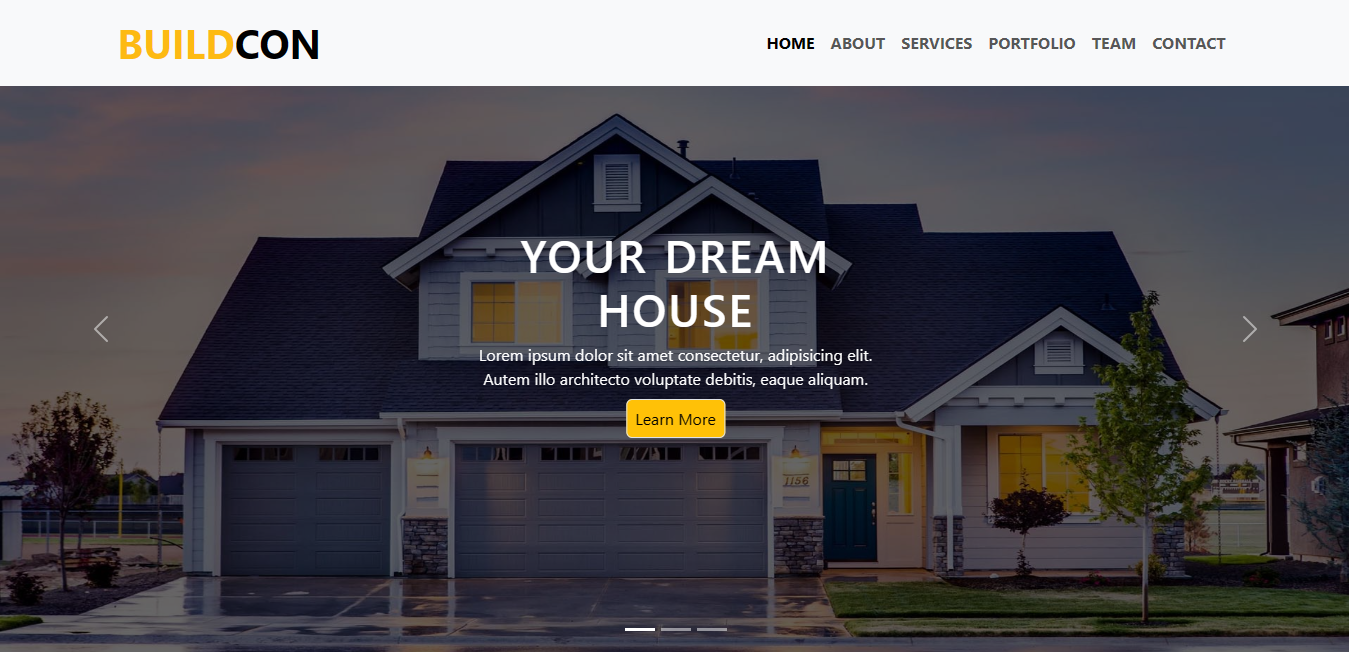 BUILDCON
HOME ABOUT SERVICES PORTFOLIO TEAM CONTACT
YOUR DREAM
HOUSE
Lorem ipsum dolor sit amet consectetur, adipisicing elit.
Autem illo architecto voluptate debitis, eaque aliquam.
Learn More
1156